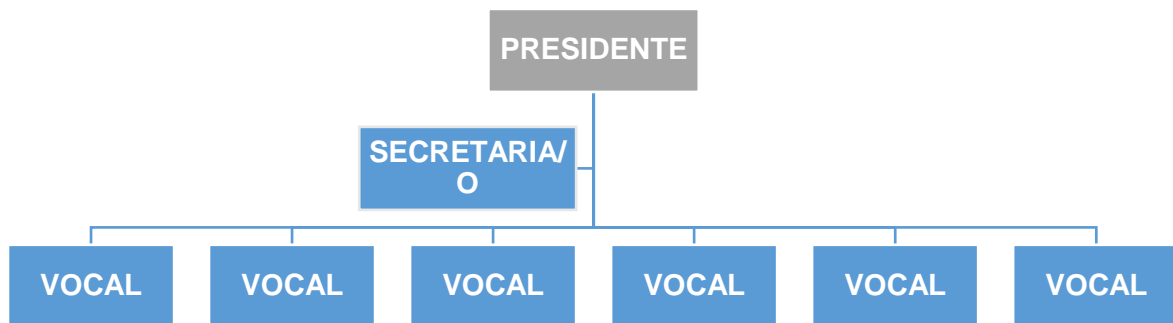 PRESIDENTE
SECRETARIA/
O
VOCAL
VOCAL
VOCAL
VOCAL
VOCAL
VOCAL